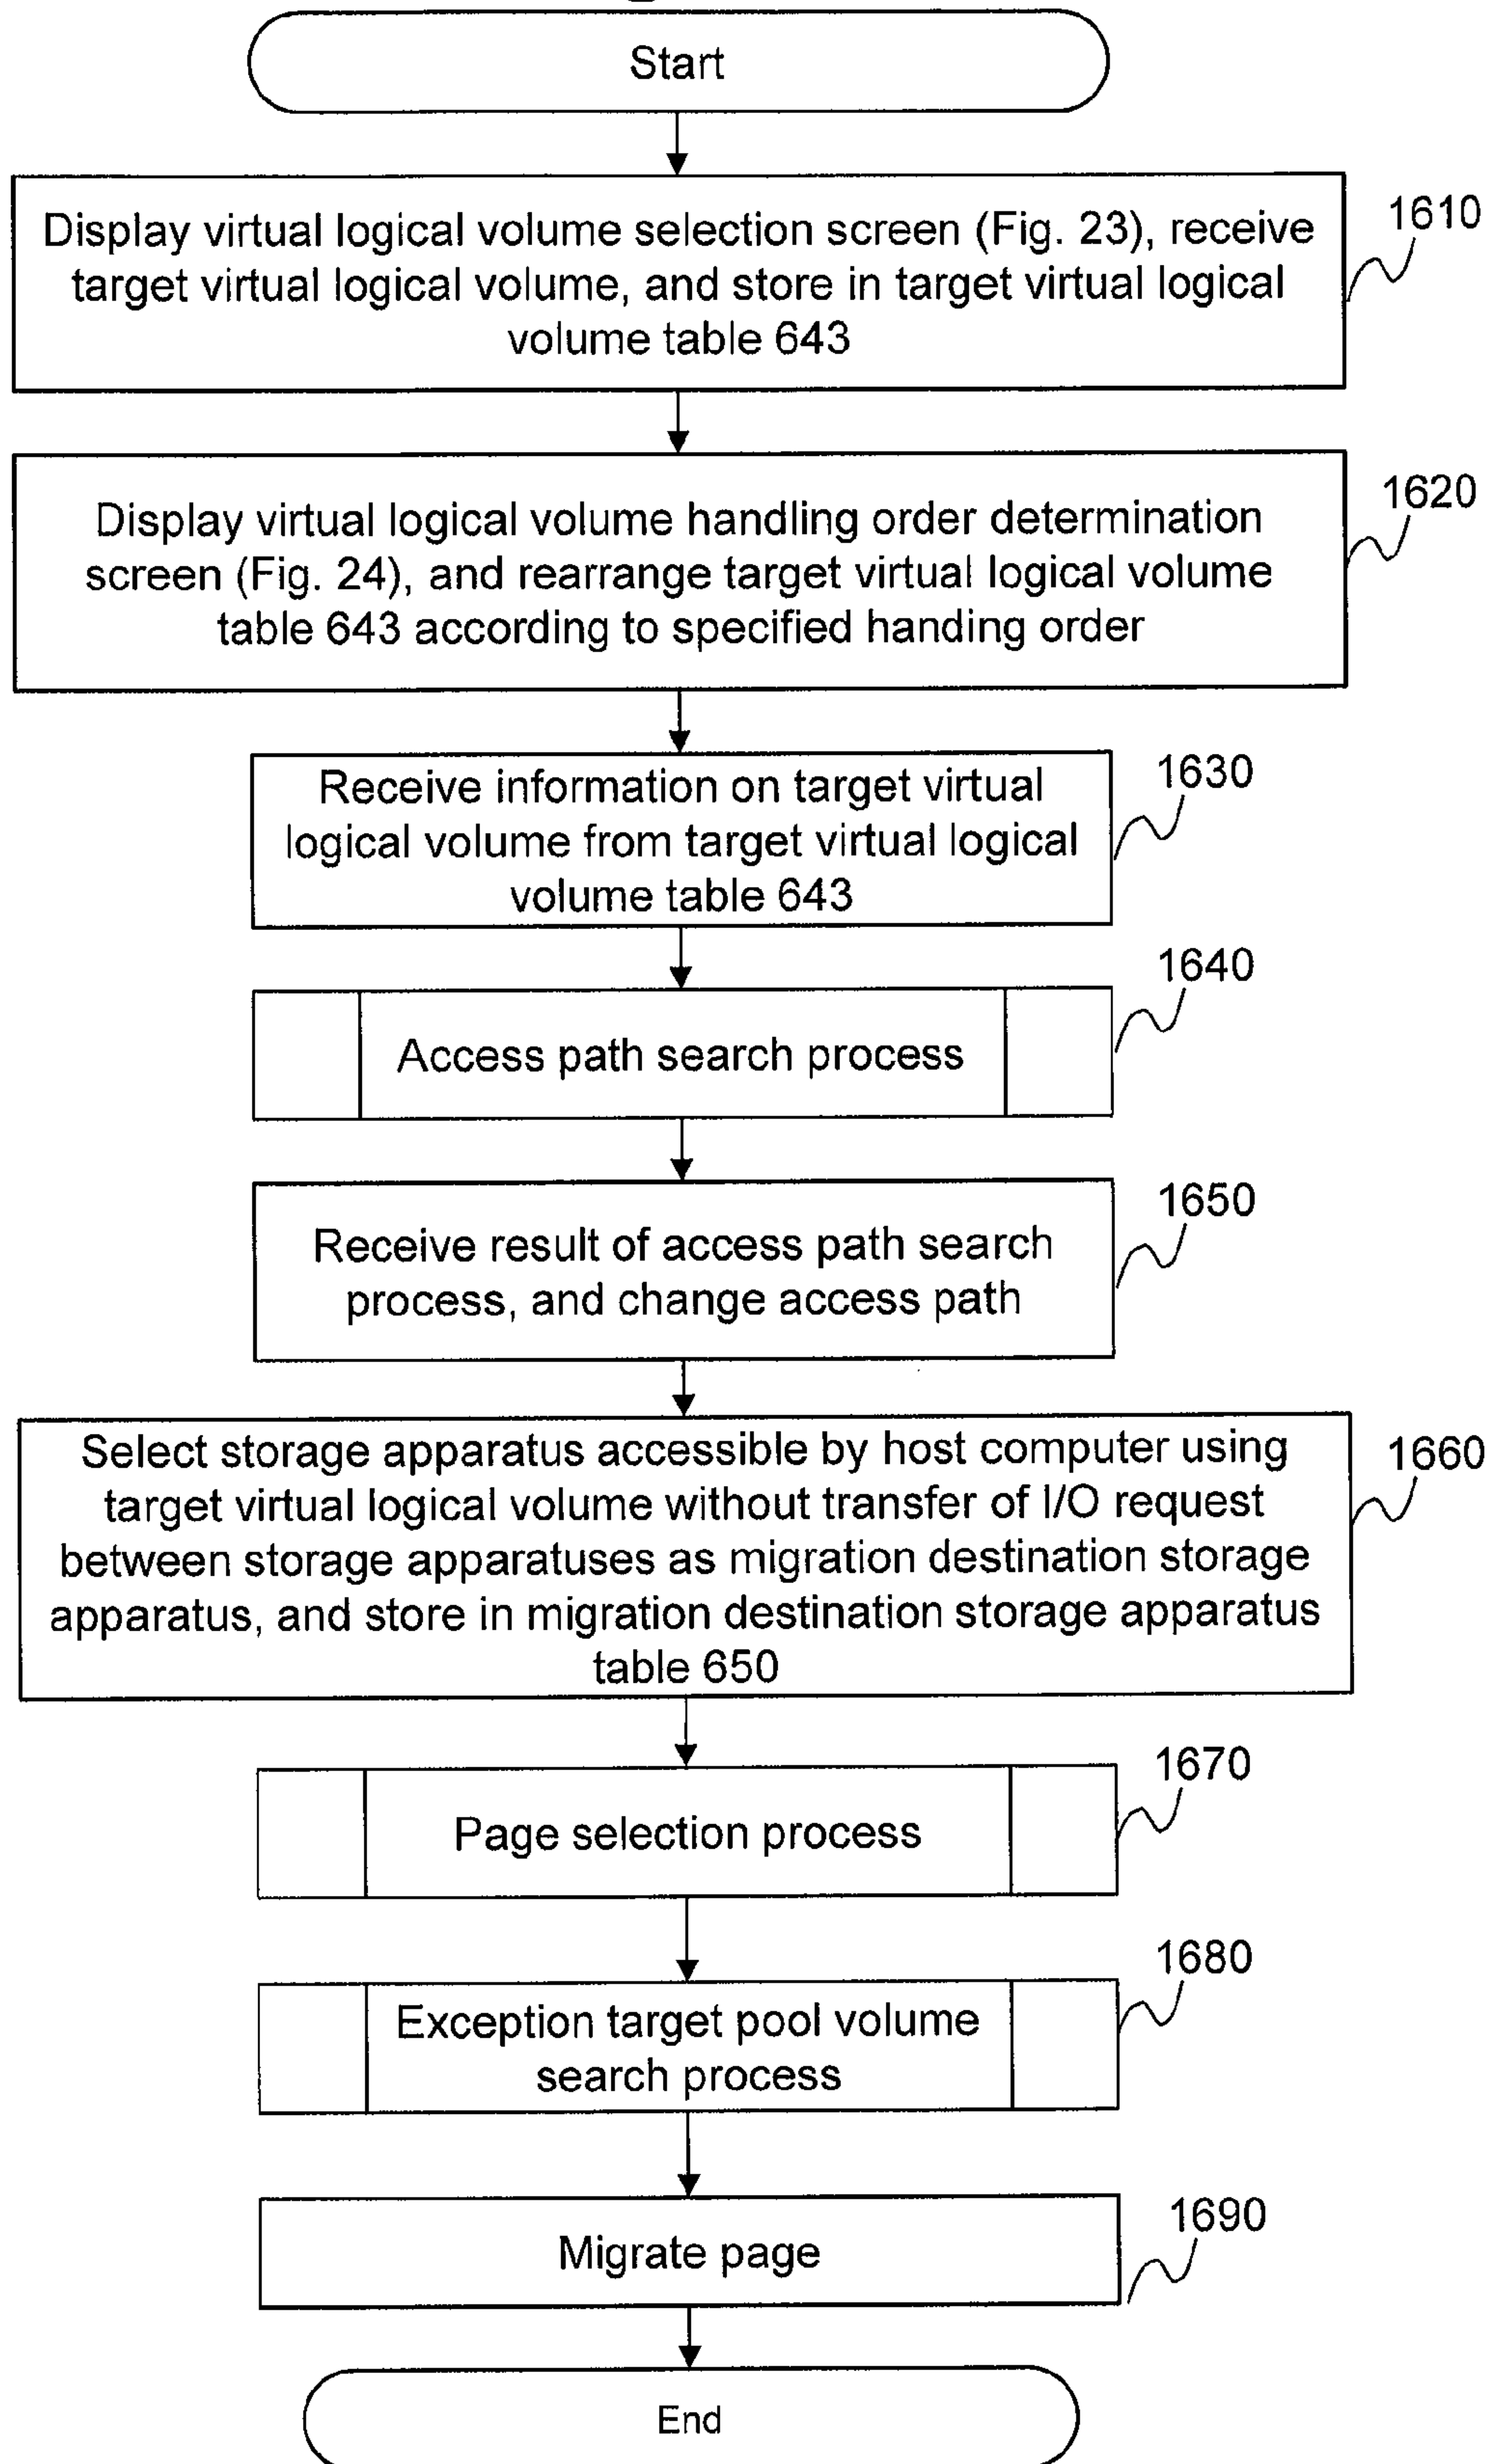 Start
Display virtual logical volume selection screen (Fig. 23), receive
target virtual logical volume, and store in target virtual logical
volume table 643
1610
Display virtual logical volume handling order determination
screen (Fig. 24), and rearrange target virtual logical volume
table 643 according to specified handing order
1620
Receive information on target virtual
logical volume from target virtual logical
volume table 643
1630
Access path search process
1640
Receive result of access path search
process, and change access path
1650
Select storage apparatus accessible by host computer using
target virtual logical volume without transfer of I/O request
between storage apparatuses as migration destination storage
apparatus, and store in migration destination storage apparatus
table 650
1660
Page selection process
1670
Exception target pool volume
search process
1680
Migrate page
1690
End